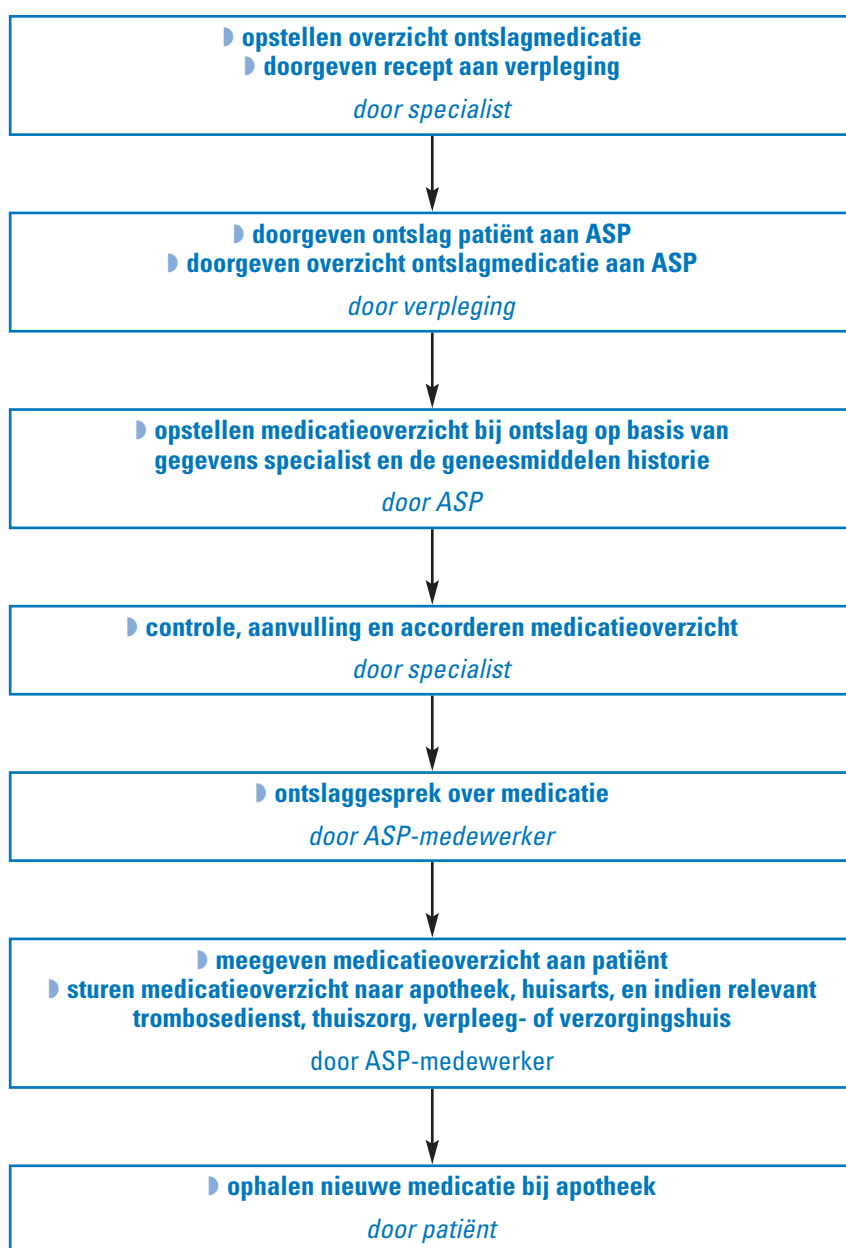 ◗ opstellen overzicht ontslagmedicatie
◗ doorgeven recept aan verpleging
door specialist
◗ doorgeven ontslag patiënt aan ASP
◗ doorgeven overzicht ontslagmedicatie aan ASP
door verpleging
◗ opstellen medicatieoverzicht bij ontslag op basis van
gegevens specialist en de geneesmiddelen historie
door ASP
◗ controle, aanvulling en accorderen medicatieoverzicht
door specialist
◗ ontslaggesprek over medicatie
door ASP-medewerker
◗ meegeven medicatieoverzicht aan patiënt
◗ sturen medicatieoverzicht naar apotheek, huisarts, en indien relevant
trombosedienst, thuiszorg, verpleeg- of verzorgingshuis
door ASP-medewerker
◗ ophalen nieuwe medicatie bij apotheek
door patiënt